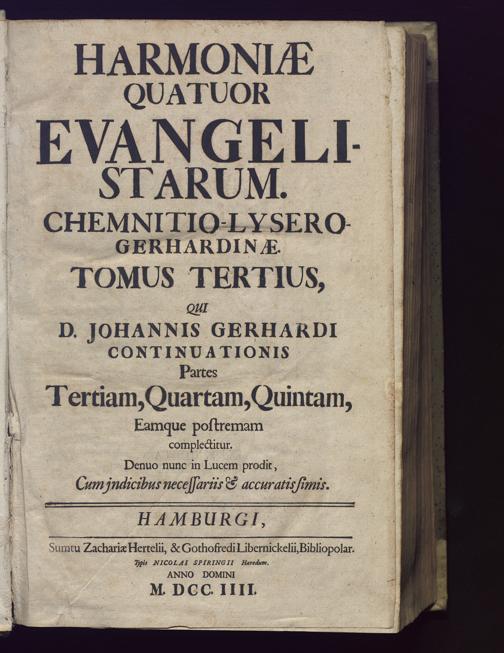 HARMONIÆ
QUATUOR
EVANGELI-
STARUM.
CHEMNITIO-LYSERO-
GERHARDINÆ.
TOMUS TERTIUS,
QUI
D. JOHANNIS GERHARDI
CONTINUATIONIS
Partes
Tertiam, Quartam, Quintam,
Eamque poſtremam
complectitur.
Denuo nunc in Lucem prodit,
Cum jndicibus neceſſariis & accuratiſſimis.
HAMBURGI,
Sumtu Zachariæ Hertelii, & Gothofredi Libernickelii, Bibliopolar.
Typis NICOLAI SPIRINGII Hæredum.
ANNO DOMINI
M. DCC. IIII.